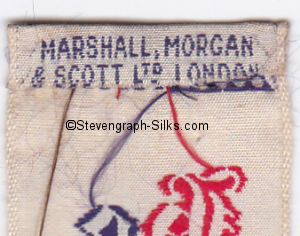 MARSHALL, MORGAN
& SCOTT LTD LONDON
©Stevengraph-Silks.com